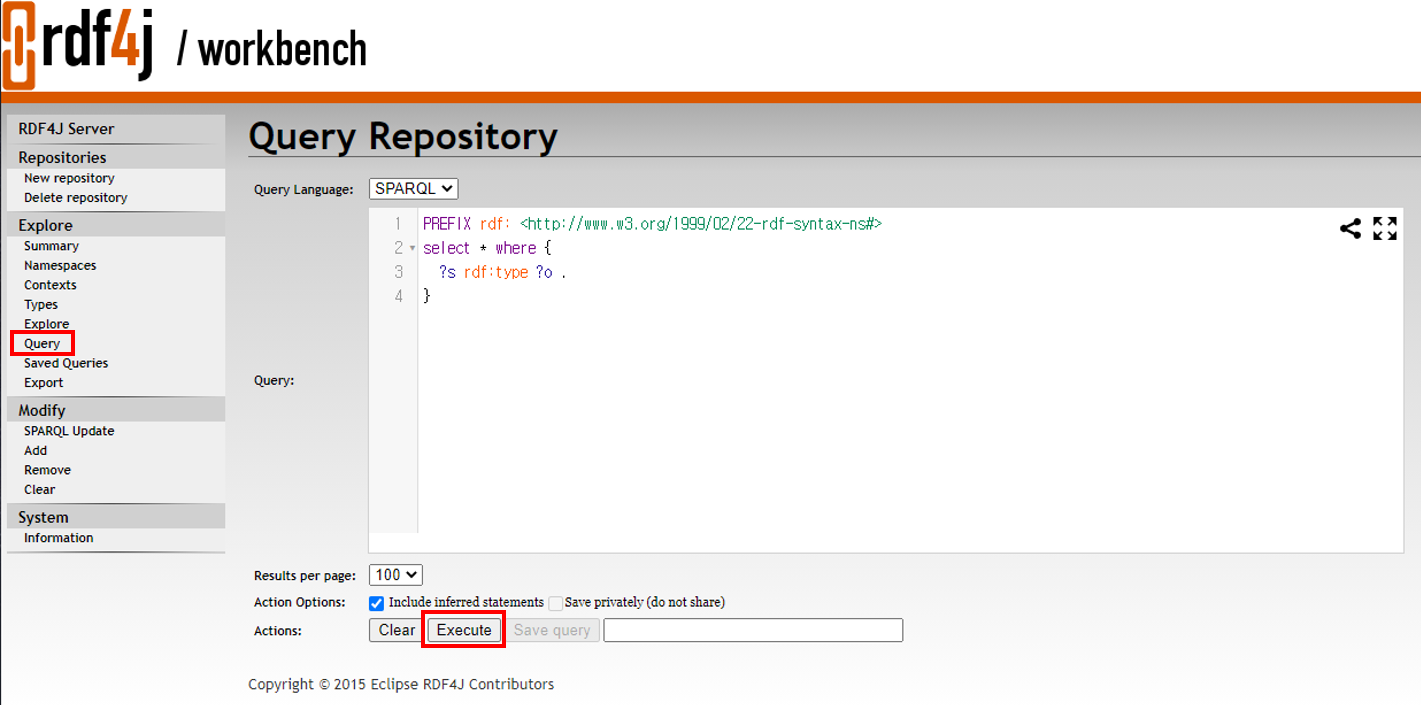 rdf4j / workbench
RDF4J Server
Repositories
New repository
Delete repository
Explore
Summary
Namespaces
Contexts
Types
Explore
Query
Saved Queries
Export
Modify
SPARQL Update
Add
Remove
Clear
System
Information
Query Repository
Query Language: SPARQL
Query:
1 PREFIX rdf: <http://www.w3.org/1999/02/22-rdf-syntax-ns#>
2 select * where {
3 ?s rdf:type ?o .
4 }
Results per page: 100
Action Options: Include inferred statements Save privately (do not share)
Actions: Clear Execute Save query
Copyright © 2015 Eclipse RDF4J Contributors